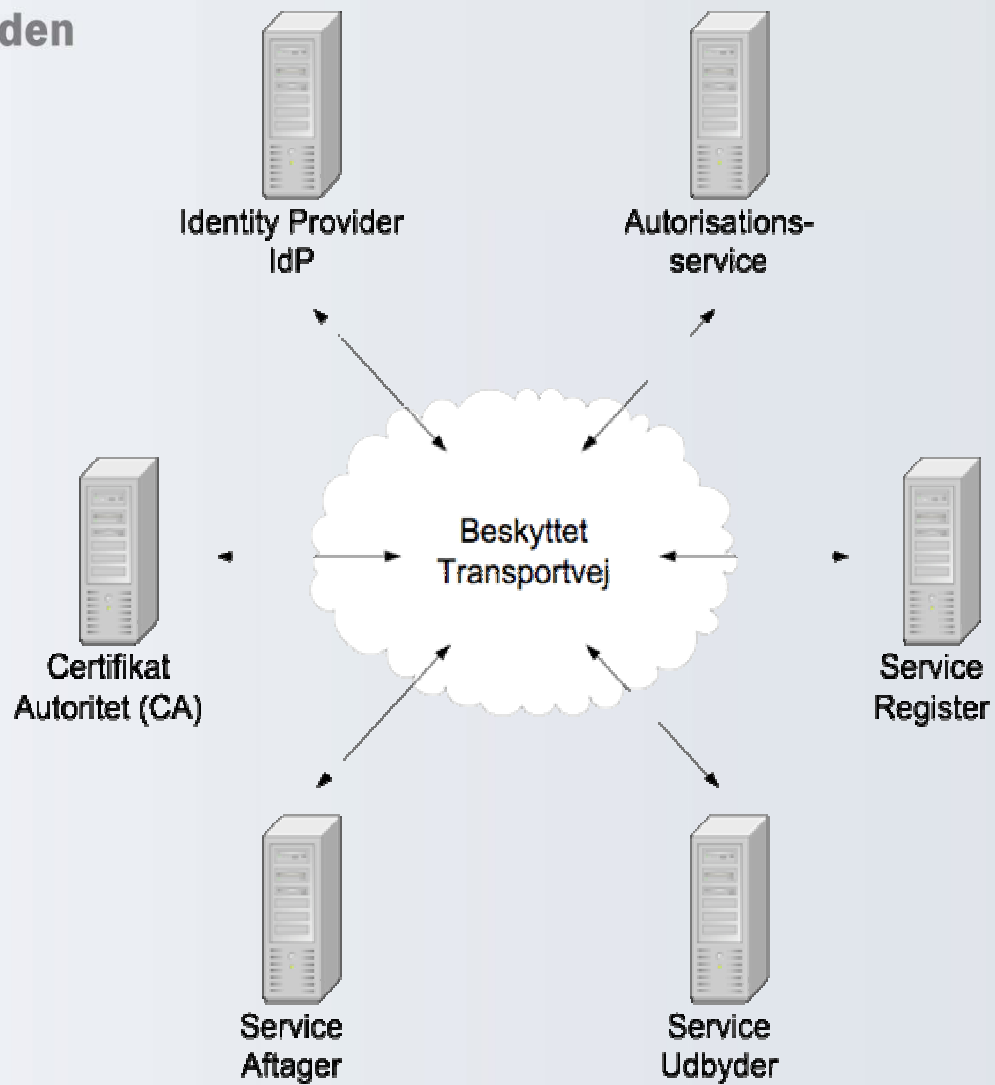 den
Identity Provider
IdP
Autorisations-
service
Beskyttet
Transportvej
Certifikat
Autoritet (CA)
Service
Register
Service
Aftager
Service
Udbyder